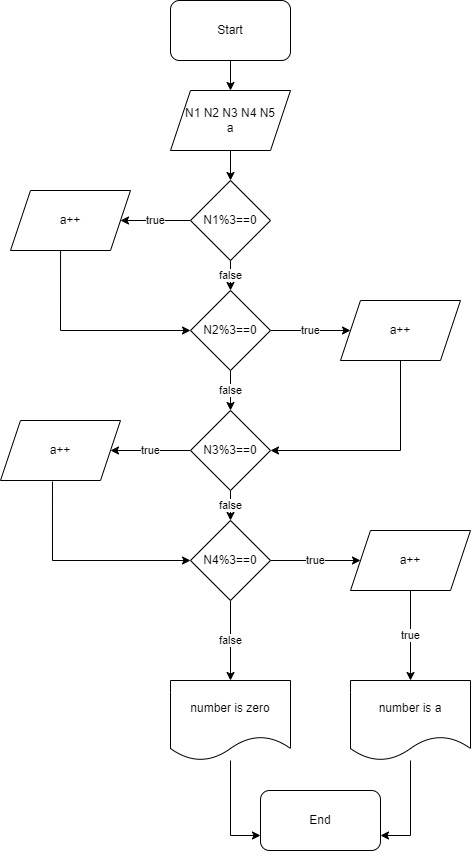 Start
N1 N2 N3 N4 N5
a
a++
true
N1%3==0
false
N2%3==0
true
a++
false
a++
true
N3%3==0
false
N4%3==0
true
a++
false
true
number is zero
number is a
End